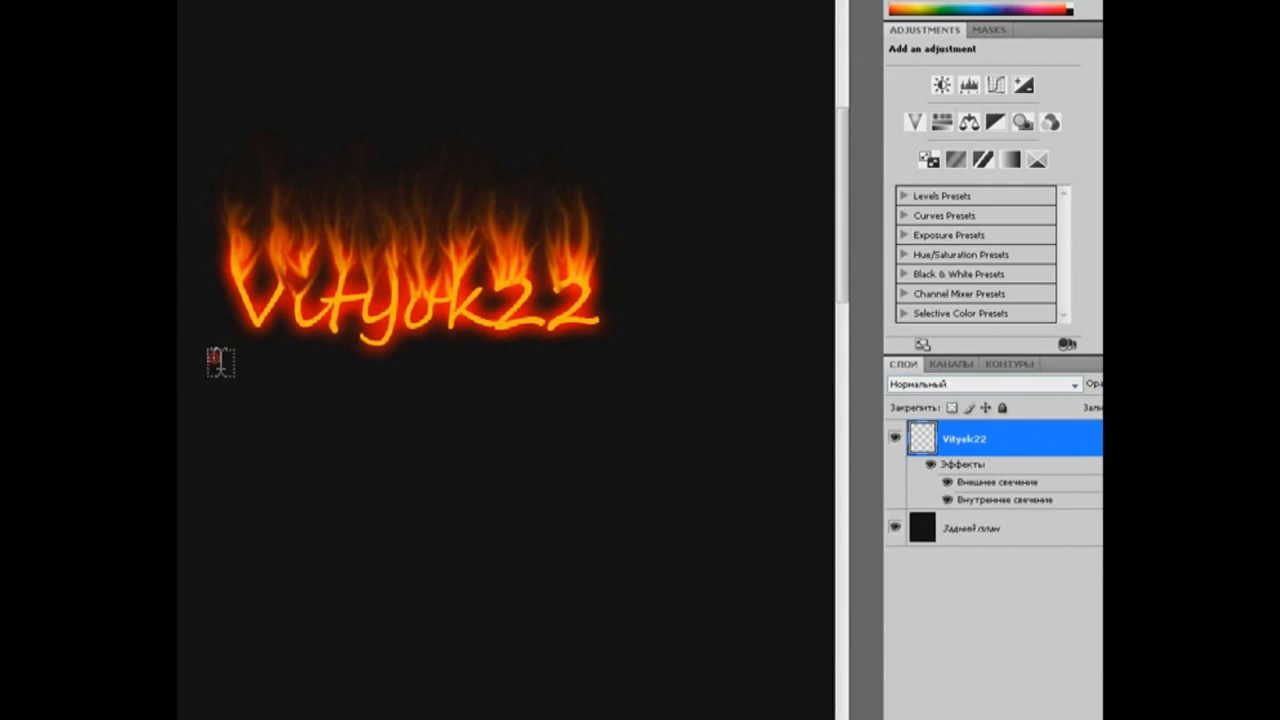 Vityok22
ADJUSTMENTS MASKS
Add an adjustment
Levels Presets
Curves Presets
Exposure Presets
Hue/Saturation Presets
Black & White Presets
Channel Mixer Presets
Selective Color Presets
СЛОИ КАНАЛЫ КОНТУРЫ
Нормальный
Закрепить:
Vityok22
Эффекты
Внешнее свечение
Внутреннее свечение
Задний план